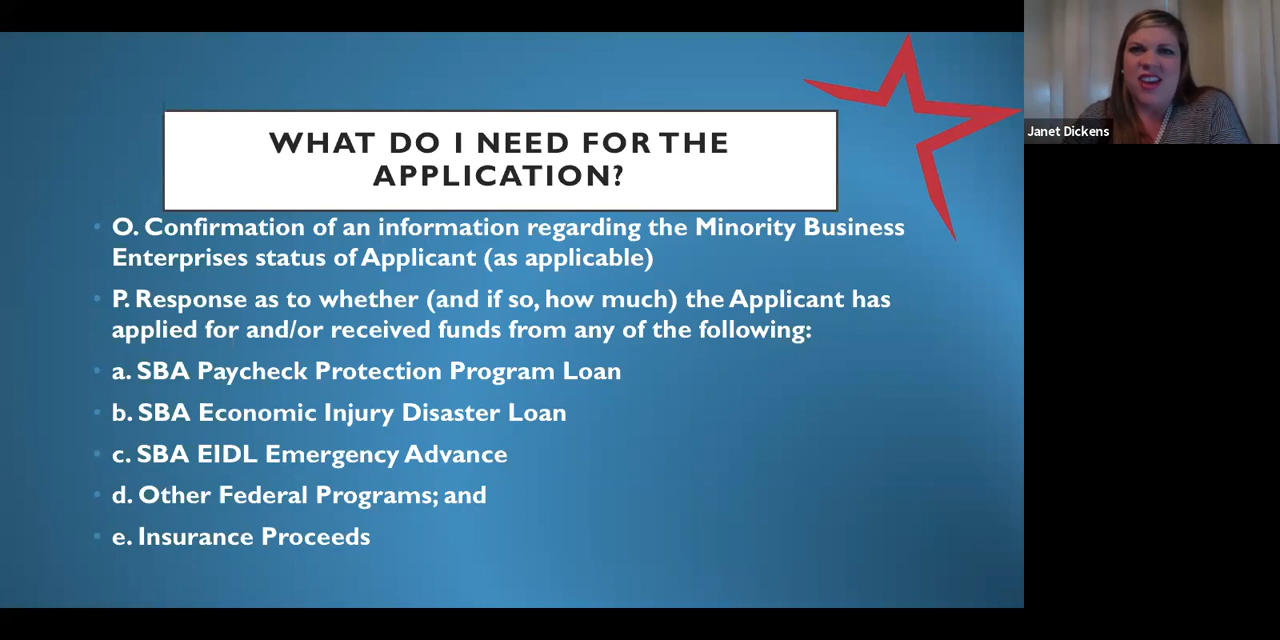 WHAT DO I NEED FOR THE
APPLICATION?
• O. Confirmation of an information regarding the Minority Business
Enterprises status of Applicant (as applicable)
• P. Response as to whether (and if so, how much) the Applicant has
applied for and/or received funds from any of the following:
• a. SBA Paycheck Protection Program Loan
• b. SBA Economic Injury Disaster Loan
• c. SBA EIDL Emergency Advance
• d. Other Federal Programs; and
• e. Insurance Proceeds
Janet Dickens